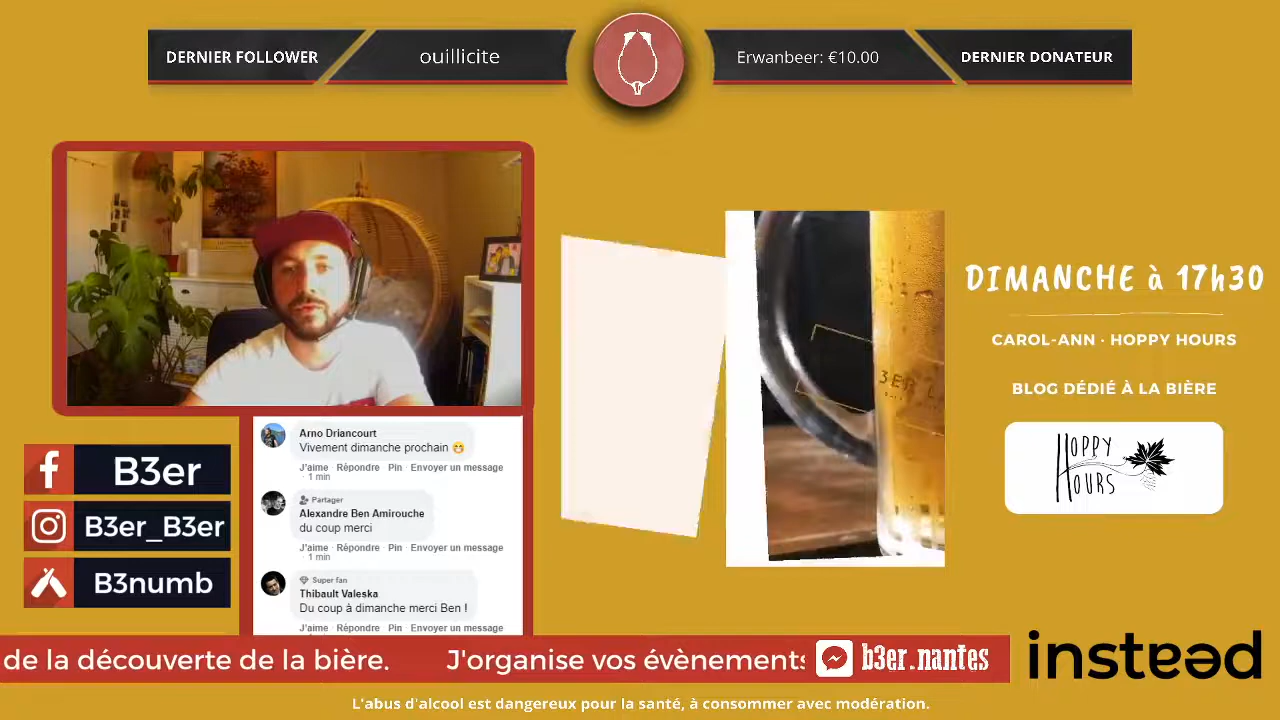 DERNIER FOLLOWER
ouillicite
Erwanbeer: €10.00
DERNIER DONATEUR
DIMANCHE à 17h30
CAROL-ANN · HOPPY HOURS
BLOG DÉDIÉ À LA BIÈRE
HOPPY
HOURS
B3er
B3er_B3er
B3numb
Arno Driancourt
Vivement dimanche prochain 😁
J'aime · Répondre · Pin · Envoyer un message
· 1 min
Partager
Alexandre Ben Amirouche
du coup merci
J'aime · Répondre · Pin · Envoyer un message
· 1 min
Super fan
Thibault Valeska
Du coup à dimanche merci Ben !
J'aime · Répondre · Pin · Envoyer un message
de la découverte de la bière. J'organise vos évènements
b3er.nantes
instead
L'abus d'alcool est dangereux pour la santé, à consommer avec modération.